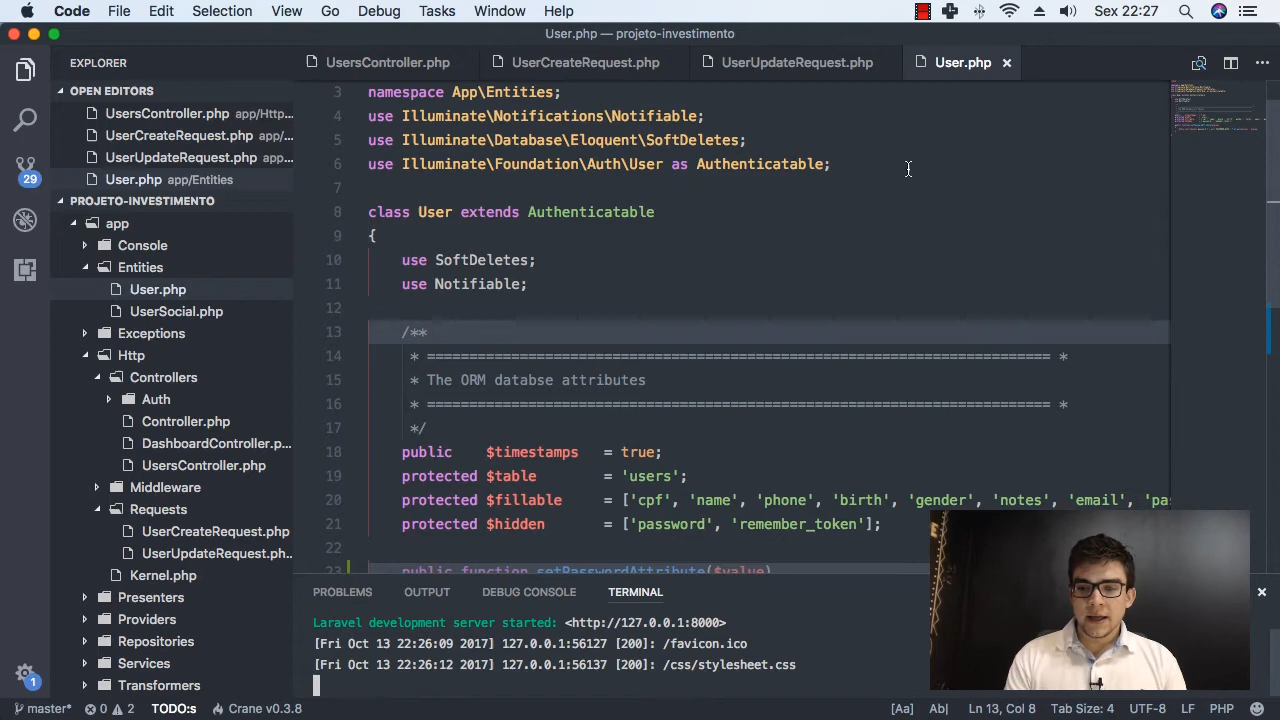 Code File Edit Selection View Go Debug Tasks Window Help Sex 22:27
User.php — projeto-investimento
EXPLORER
OPEN EDITORS
UsersController.php app/Http...
UserCreateRequest.php app/...
UserUpdateRequest.php app/...
User.php app/Entities
29
PROJETO-INVESTIMENTO
app
Console
Entities
User.php
UserSocial.php
Exceptions
Http
Controllers
Auth
Controller.php
DashboardController.p...
UsersController.php
Middleware
Requests
UserCreateRequest.php
UserUpdateRequest.ph...
Kernel.php
Presenters
Providers
Repositories
Services
Transformers
1
UsersController.php UserCreateRequest.php UserUpdateRequest.php User.php ×
3 namespace App\Entities;
4 use Illuminate\Notifications\Notifiable;
5 use Illuminate\Database\Eloquent\SoftDeletes;
6 use Illuminate\Foundation\Auth\User as Authenticatable;
7
8 class User extends Authenticatable
9 {
10 use SoftDeletes;
11 use Notifiable;
12
13 /**
14 * ========================================================================== *
15 * The ORM databse attributes
16 * ========================================================================== *
17 */
18 public $timestamps = true;
19 protected $table = 'users';
20 protected $fillable = ['cpf', 'name', 'phone', 'birth', 'gender', 'notes', 'email', 'pas
21 protected $hidden = ['password', 'remember_token'];
22
23 public function setPasswordAttribute($value)
PROBLEMS OUTPUT DEBUG CONSOLE TERMINAL
Laravel development server started: <http://127.0.0.1:8000>
[Fri Oct 13 22:26:09 2017] 127.0.0.1:56127 [200]: /favicon.ico
[Fri Oct 13 22:26:12 2017] 127.0.0.1:56137 [200]: /css/stylesheet.css
master* 0 2 TODO:s Crane v0.3.8 [Aa] Ab| Ln 13, Col 8 Tab Size: 4 UTF-8 LF PHP